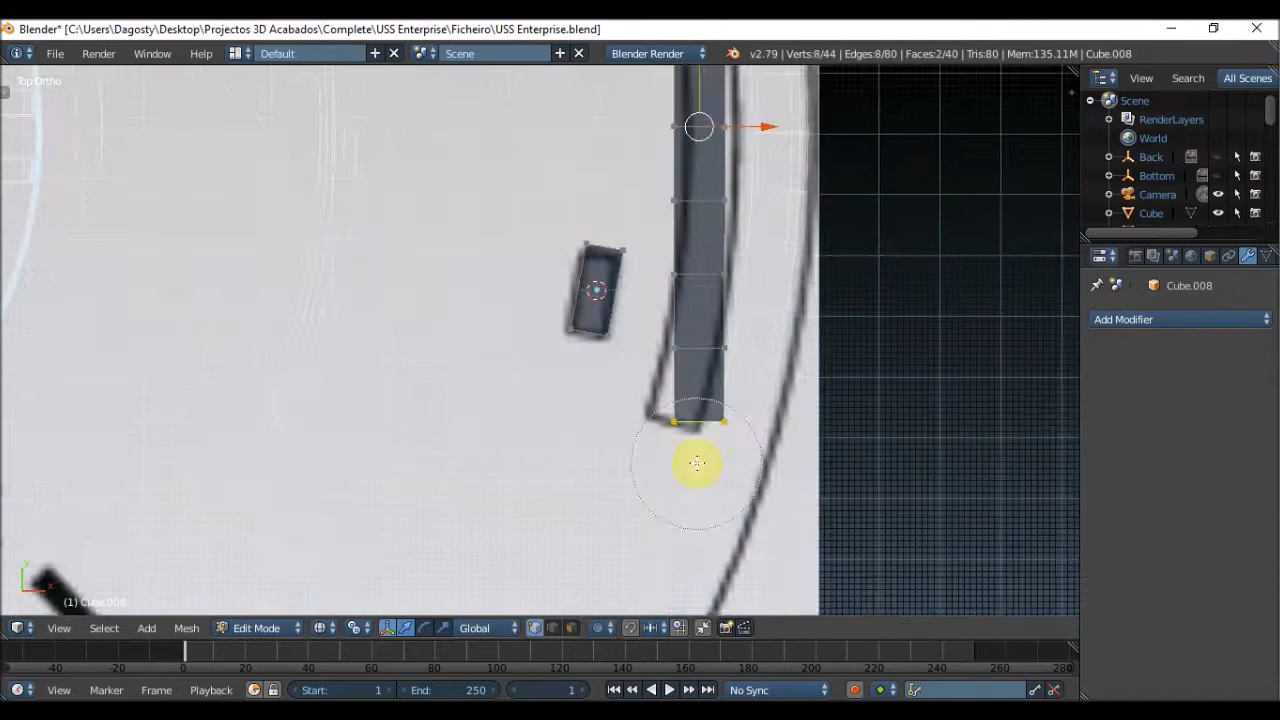 Blender* [C:\Users\Dagosty\Desktop\Projectos 3D Acabados\Complete\USS Enterprise\Ficheiro\USS Enterprise.blend]
File Render Window Help Default Scene Blender Render v2.79 | Verts:8/44 | Edges:8/80 | Faces:2/40 | Tris:80 | Mem:135.11M | Cube.008
Top Ortho
View Search All Scenes
Scene
RenderLayers
World
Back
Bottom
Camera
Cube
Cube.008
Add Modifier
y
x
(1) Cube.008
View Select Add Mesh Edit Mode Global
-40 -20 0 20 40 60 80 100 120 140 160 180 200 220 240 260 280
View Marker Frame Playback Start: 1 End: 250 1 No Sync